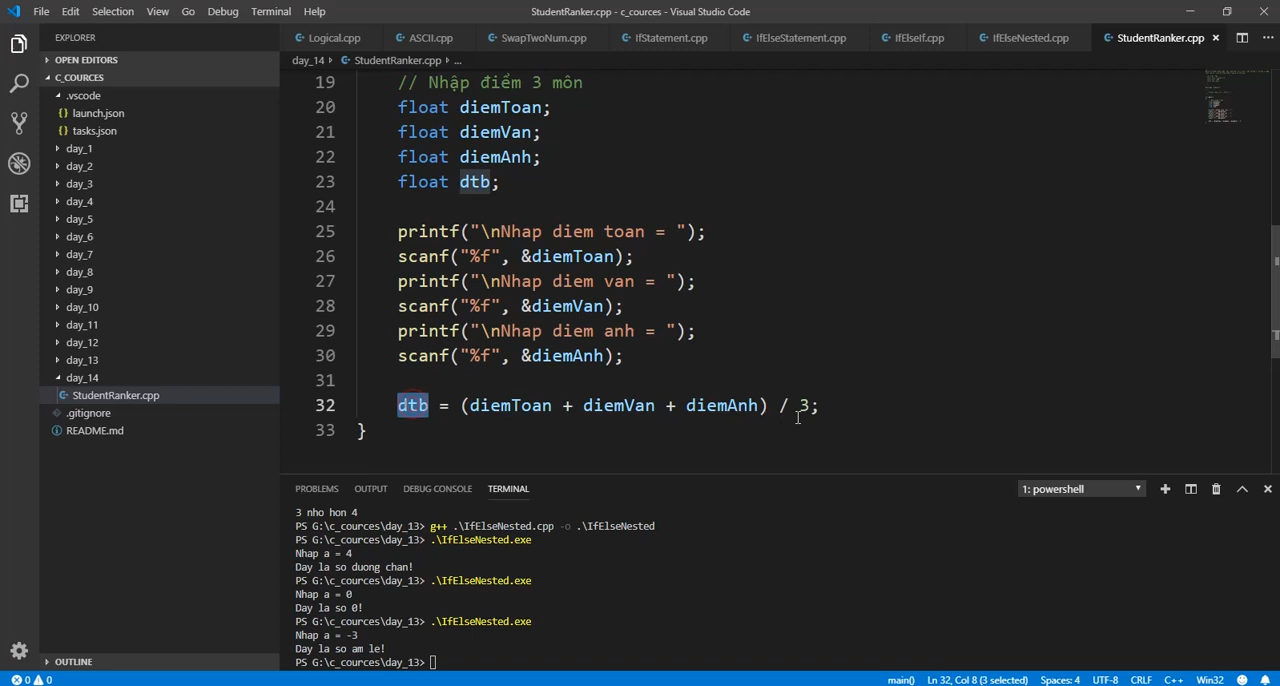 File Edit Selection View Go Debug Terminal Help
StudentRanker.cpp - c_cources - Visual Studio Code
EXPLORER
Logical.cpp
ASCII.cpp
SwapTwoNum.cpp
IfStatement.cpp
IfElseStatement.cpp
IfElseIf.cpp
IfElseNested.cpp
StudentRanker.cpp
OPEN EDITORS
C_COURCES
.vscode
launch.json
tasks.json
day_1
day_2
day_3
day_4
day_5
day_6
day_7
day_8
day_9
day_10
day_11
day_12
day_13
day_14
StudentRanker.cpp
.gitignore
README.md
OUTLINE
day_14 StudentRanker.cpp ...
19 // Nhập điểm 3 môn
20 float diemToan;
21 float diemVan;
22 float diemAnh;
23 float dtb;
24
25 printf("\nNhap diem toan = ");
26 scanf("%f", &diemToan);
27 printf("\nNhap diem van = ");
28 scanf("%f", &diemVan);
29 printf("\nNhap diem anh = ");
30 scanf("%f", &diemAnh);
31
32 dtb = (diemToan + diemVan + diemAnh) / 3;
33 }
PROBLEMS OUTPUT DEBUG CONSOLE TERMINAL
1: powershell
3 nho hon 4
PS G:\c_cources\day_13> g++ .\IfElseNested.cpp -o .\IfElseNested
PS G:\c_cources\day_13> .\IfElseNested.exe
Nhap a = 4
Day la so duong chan!
PS G:\c_cources\day_13> .\IfElseNested.exe
Nhap a = 0
Day la so 0!
PS G:\c_cources\day_13> .\IfElseNested.exe
Nhap a = -3
Day la so am le!
PS G:\c_cources\day_13>
0 0 main() Ln 32, Col 8 (3 selected) Spaces: 4 UTF-8 CRLF C++ Win32